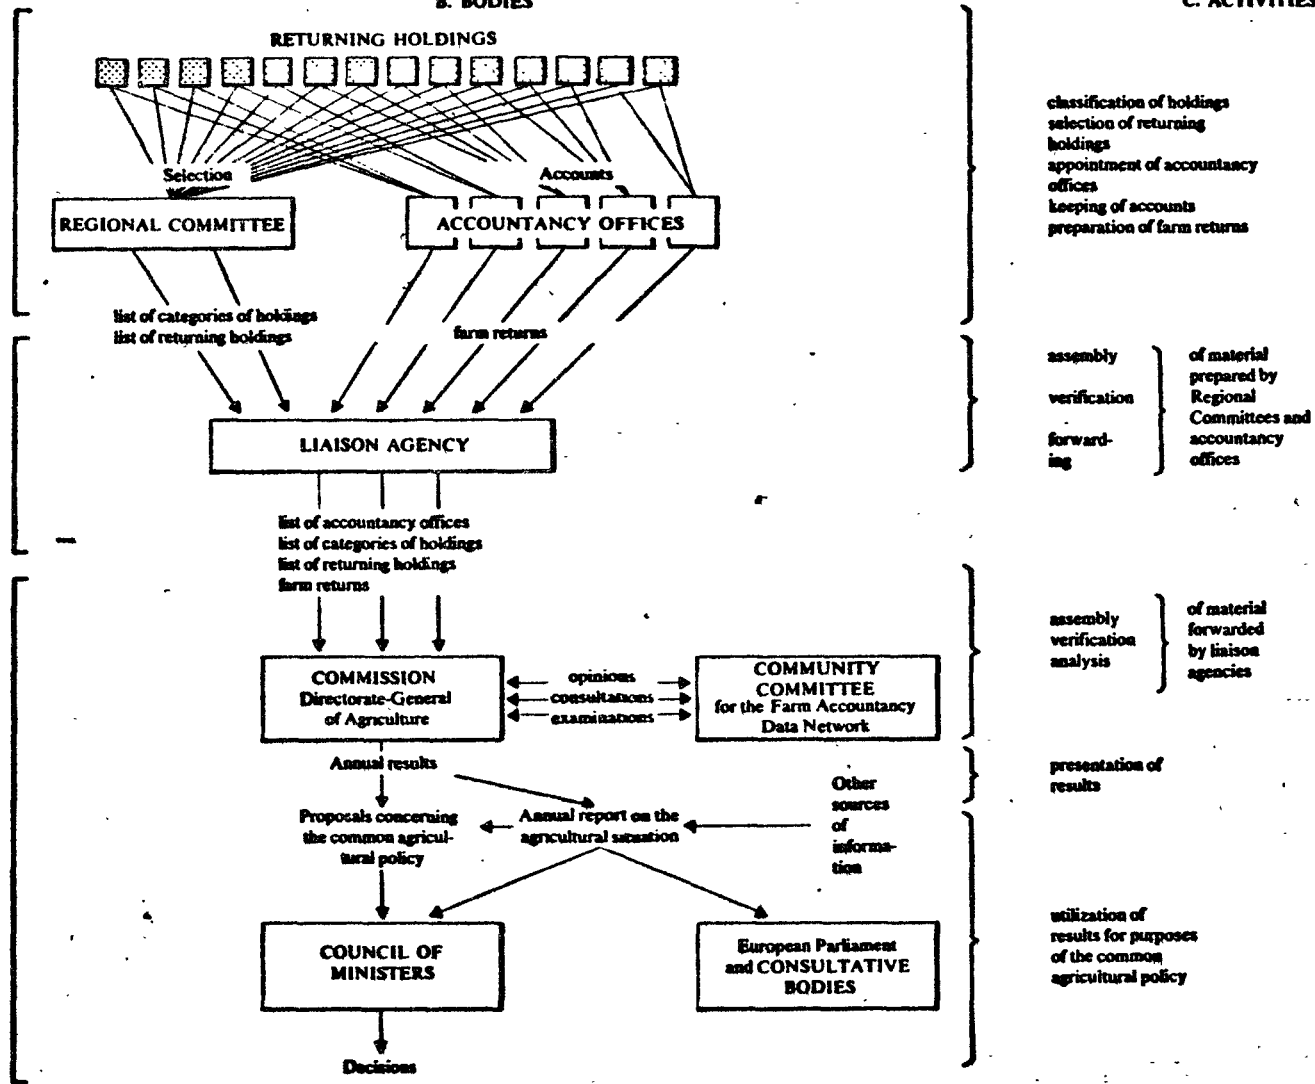 B. BODIES
C. ACTIVITIES
RETURNING HOLDINGS
Selection
Accounts
REGIONAL COMMITTEE
ACCOUNTANCY OFFICES
classification of holdings
selection of returning
holdings
appointment of accountancy
offices
keeping of accounts
preparation of farm returns
list of categories of holdings
list of returning holdings
farm returns
LIAISON AGENCY
assembly
verification
forward-
ing
of material
prepared by
Regional
Committees and
accountancy
offices
list of accountancy offices
list of categories of holdings
list of returning holdings
farm returns
COMMISSION
Directorate-General
of Agriculture
opinions
consultations
examinations
COMMUNITY
COMMITTEE
for the Farm Accountancy
Data Network
assembly
verification
analysis
of material
forwarded
by liaison
agencies
Annual results
Proposals concerning
the common agricul-
tural policy
Annual report on the
agricultural situation
Other
sources
of
informa-
tion
presentation of
results
COUNCIL OF
MINISTERS
European Parliament
and CONSULTATIVE
BODIES
utilization of
results for purposes
of the common
agricultural policy
Decisions